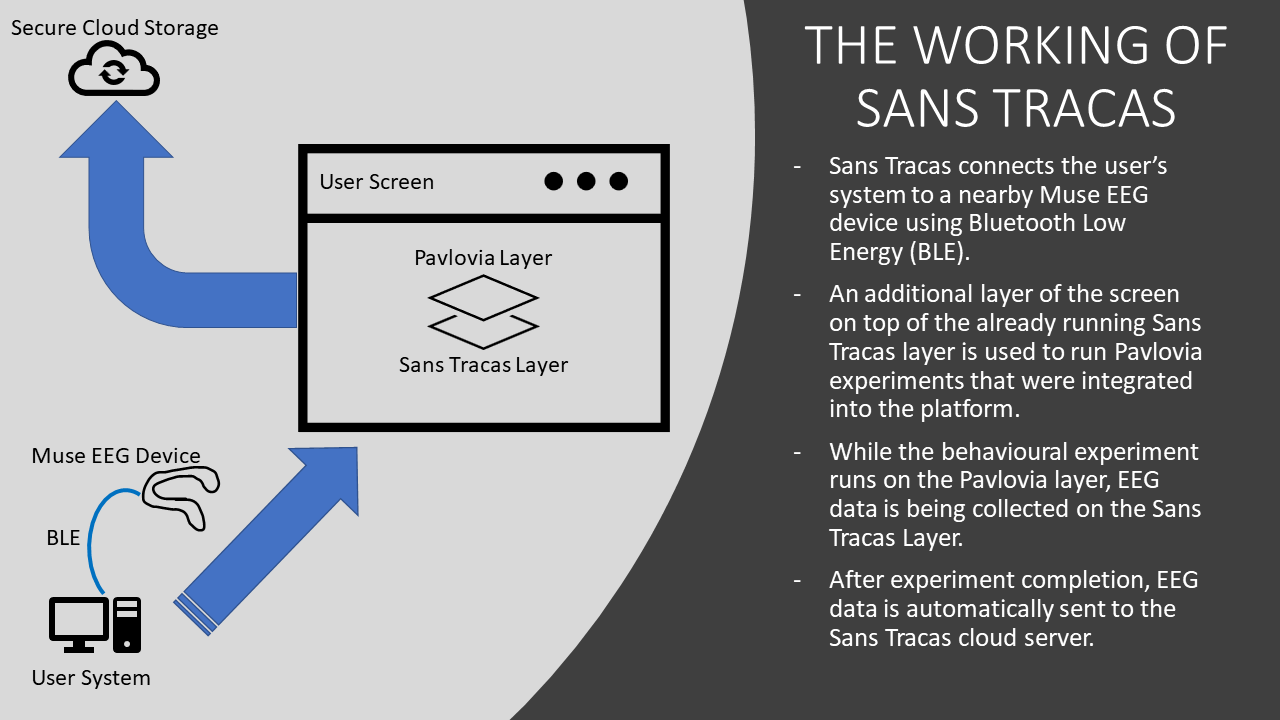 Secure Cloud Storage
User Screen
Pavlovia Layer
Sans Tracas Layer
Muse EEG Device
BLE
User System
THE WORKING OF
SANS TRACAS
- Sans Tracas connects the user’s
system to a nearby Muse EEG
device using Bluetooth Low
Energy (BLE).
- An additional layer of the screen
on top of the already running Sans
Tracas layer is used to run Pavlovia
experiments that were integrated
into the platform.
- While the behavioural experiment
runs on the Pavlovia layer, EEG
data is being collected on the Sans
Tracas Layer.
- After experiment completion, EEG
data is automatically sent to the
Sans Tracas cloud server.